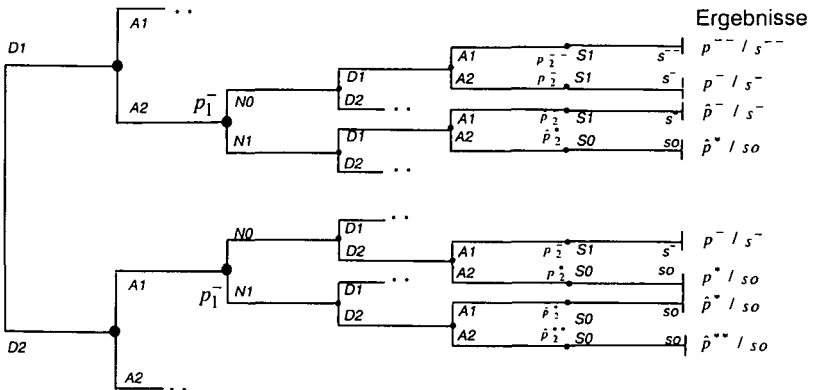 Ergebnisse
A1 . .
D1
A1 p₂⁻⁻ S1 s⁻⁻ p⁻⁻ / s⁻⁻
A2 p₂⁻ S1 s⁻ p⁻ / s⁻
D1
N0
D2 . .
A2 p₁⁻
A1 p̂₂⁻ S1 s⁻ p̂⁻ / s⁻
N1 D1
A2 p̂₂* S0 so p̂* / so
D2 . .
D1 . .
N0
D2
A1 p₂⁻ S1 s⁻ p⁻ / s⁻
A2 p₂* S0 so p* / so
A1 p₁⁻ N1
D1 . .
D2
A1 S0 so p̂* / so
D2
A2 p̂₂** S0 so p̂** / so
A2 . .